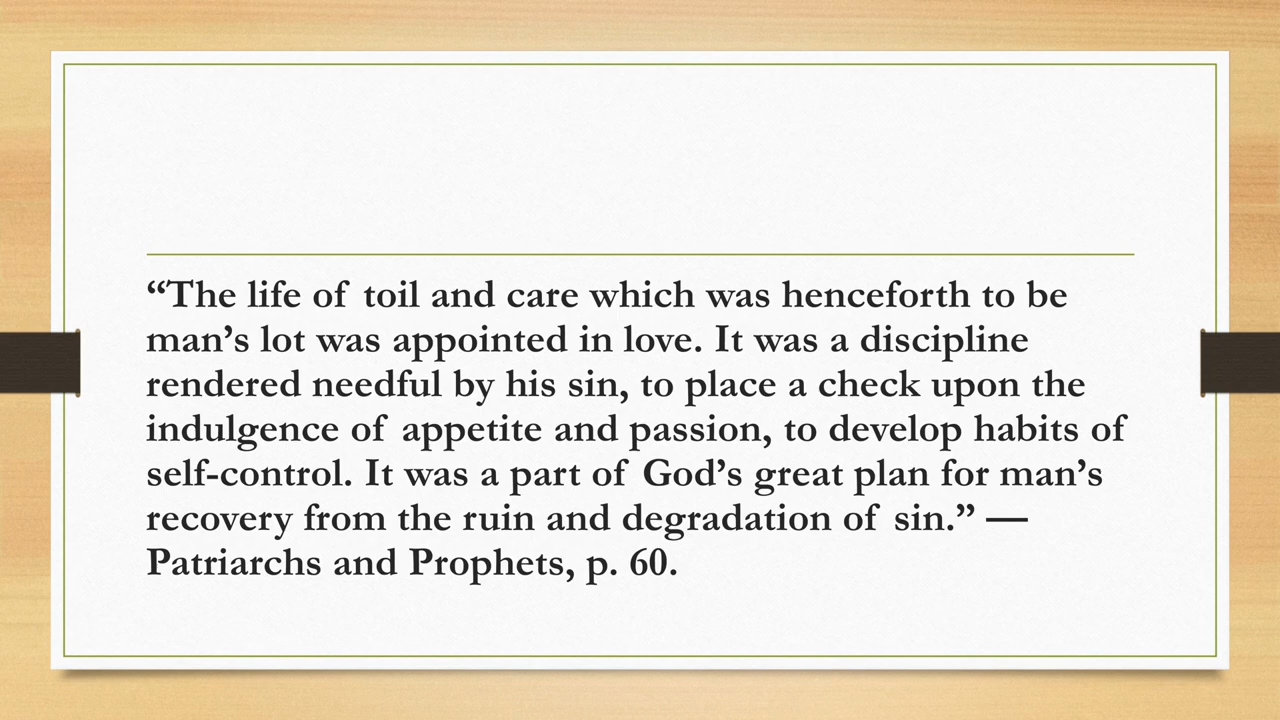 “The life of toil and care which was henceforth to be
man’s lot was appointed in love. It was a discipline
rendered needful by his sin, to place a check upon the
indulgence of appetite and passion, to develop habits of
self-control. It was a part of God’s great plan for man’s
recovery from the ruin and degradation of sin.” —
Patriarchs and Prophets, p. 60.